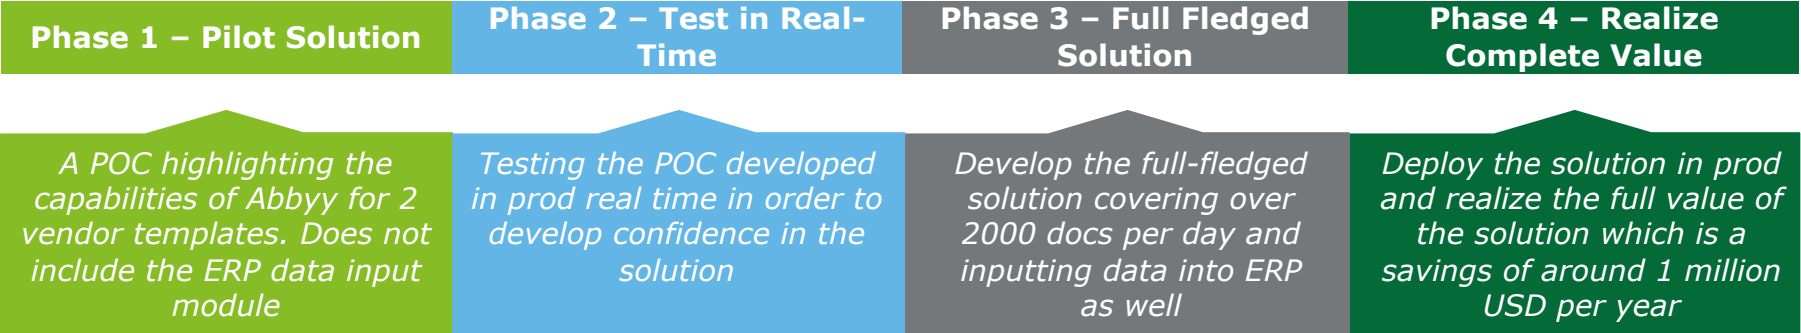 Phase 1 – Pilot Solution
Phase 2 – Test in Real-
Time
Phase 3 – Full Fledged
Solution
Phase 4 – Realize
Complete Value
A POC highlighting the
capabilities of Abbyy for 2
vendor templates. Does not
include the ERP data input
module
Testing the POC developed
in prod real time in order to
develop confidence in the
solution
Develop the full-fledged
solution covering over
2000 docs per day and
inputting data into ERP
as well
Deploy the solution in prod
and realize the full value of
the solution which is a
savings of around 1 million
USD per year